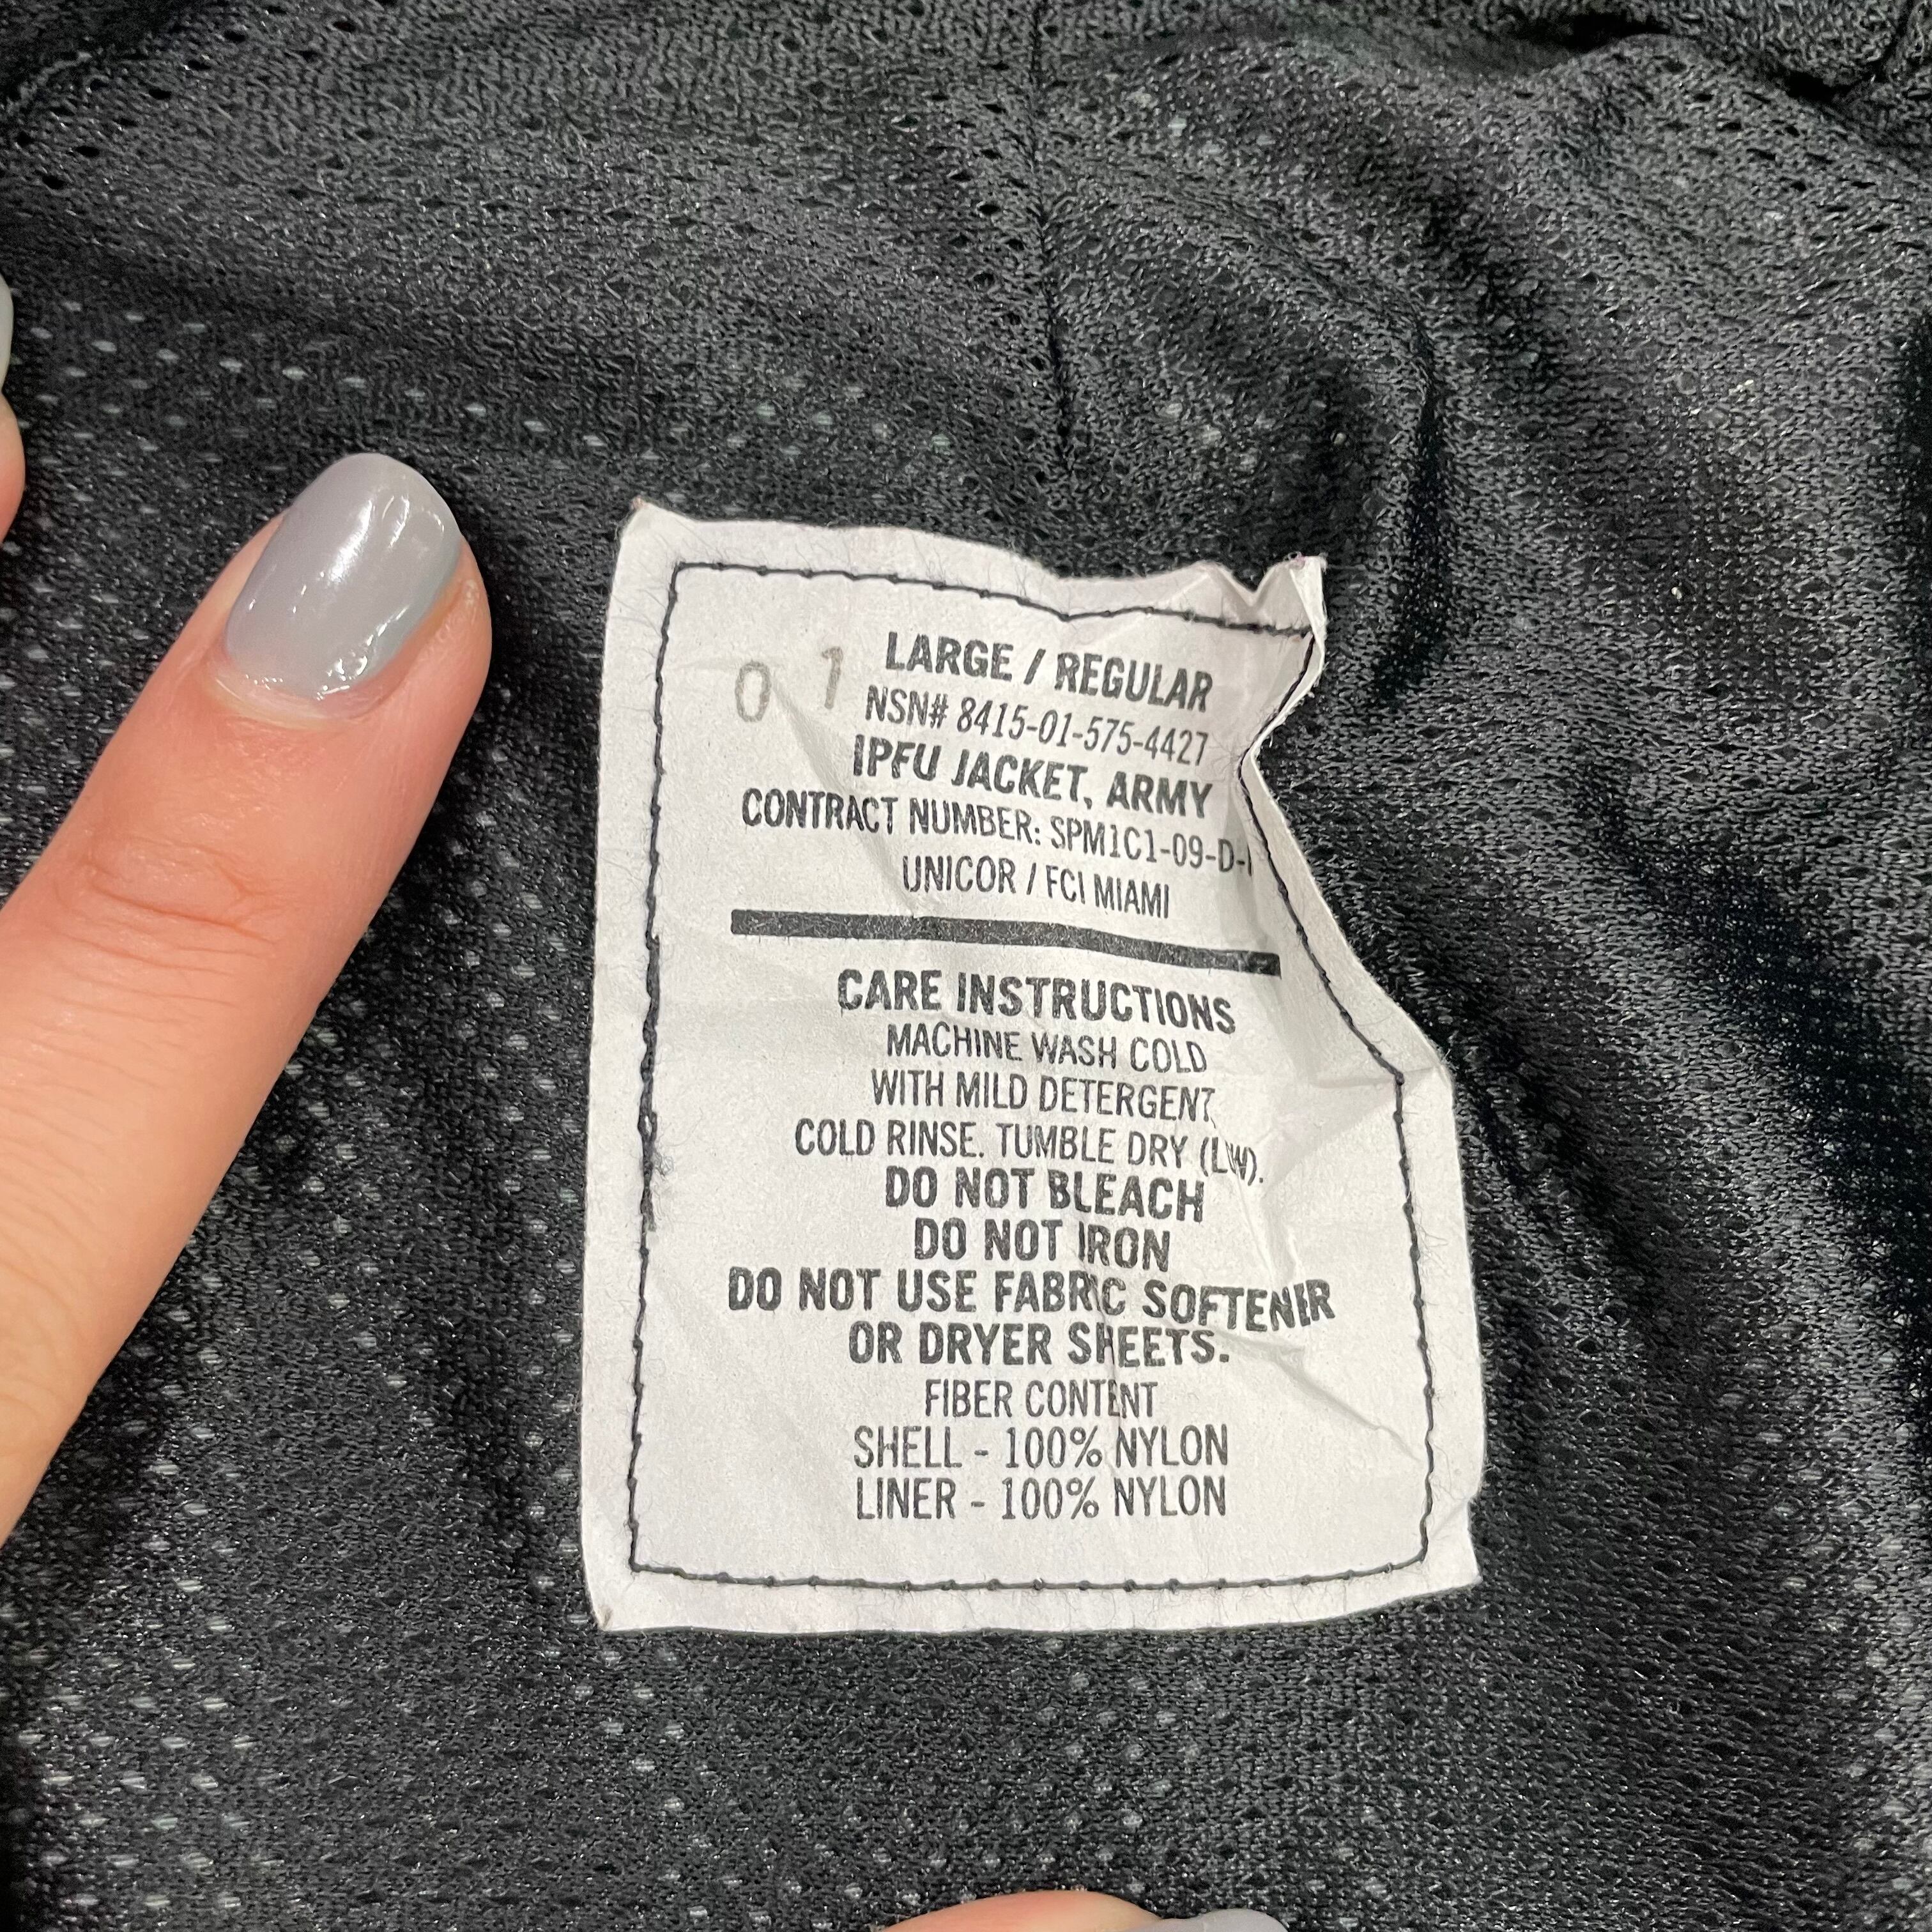 0 1 LARGE / REGULAR
NSN# 8415-01-575-4427
IPFU JACKET, ARMY
CONTRACT NUMBER: SPM1C1-09-D-
UNICOR / FCI MIAMI
CARE INSTRUCTIONS
MACHINE WASH COLD
WITH MILD DETERGENT,
COLD RINSE. TUMBLE DRY (LW).
DO NOT BLEACH
DO NOT IRON
DO NOT USE FABRIC SOFTENER
OR DRYER SHEETS.
FIBER CONTENT
SHELL - 100% NYLON
LINER - 100% NYLON